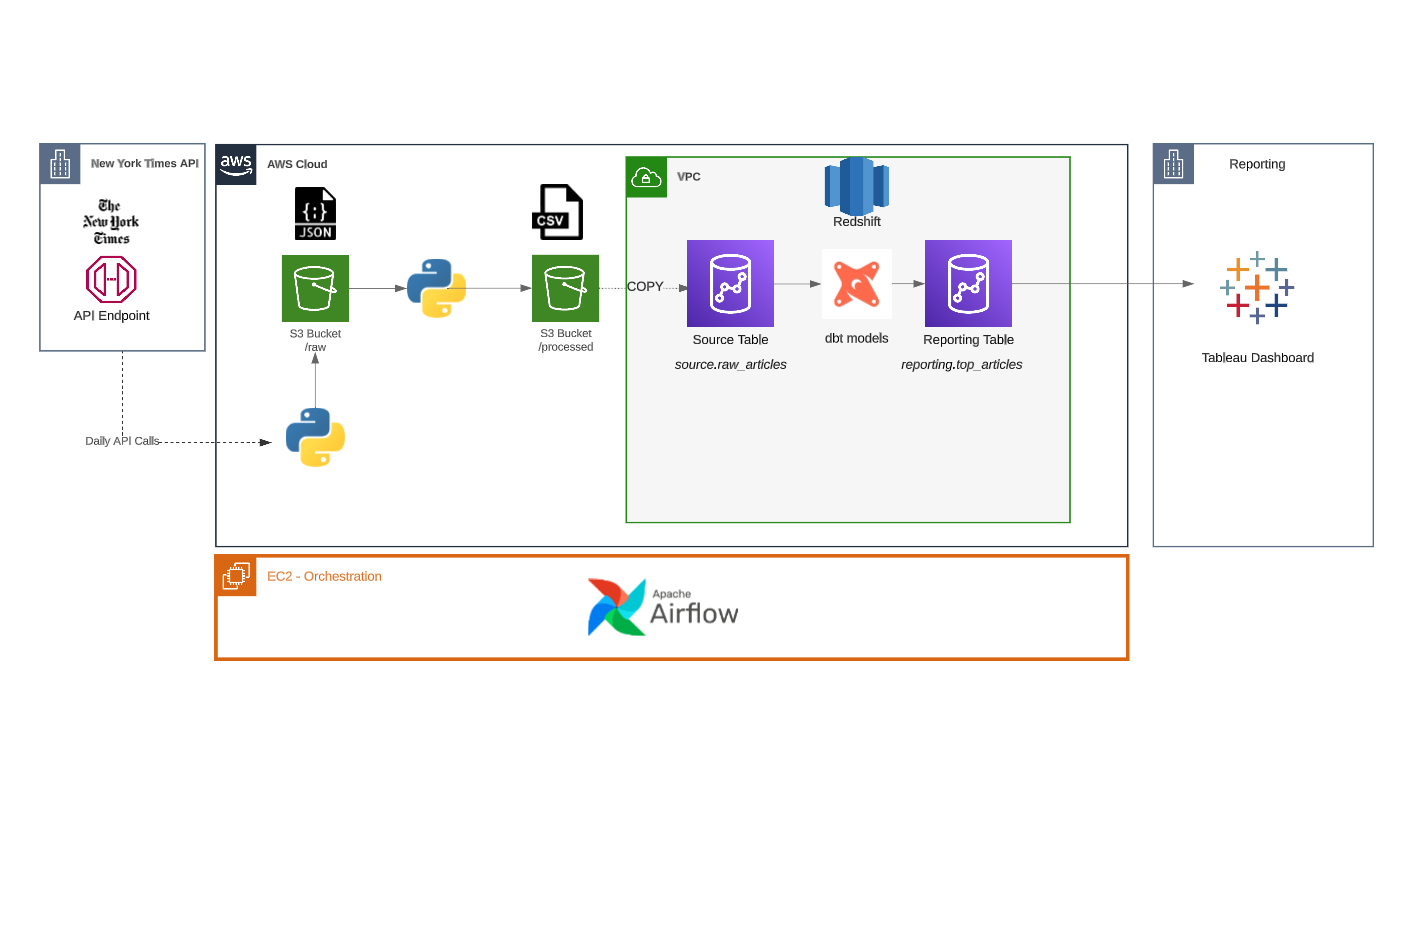 New York Times API
The
New York
Times
API Endpoint
Daily API Calls
aws
AWS Cloud
{:}
JSON
S3 Bucket
/raw
CSV
S3 Bucket
/processed
COPY
VPC
Redshift
Source Table
source.raw_articles
dbt models
Reporting Table
reporting.top_articles
Reporting
Tableau Dashboard
EC2 - Orchestration
Apache
Airflow